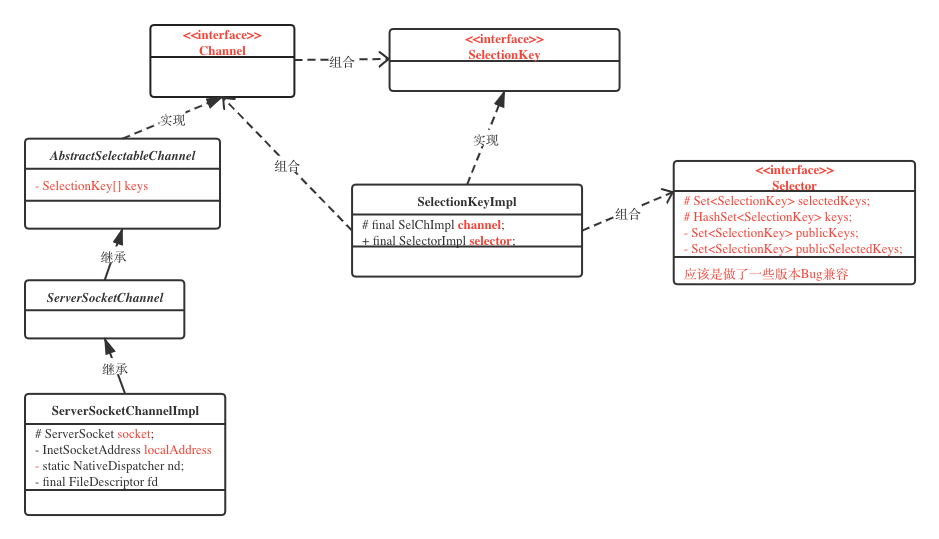 <<interface>>
Channel
组合
<<interface>>
SelectionKey
实现
AbstractSelectableChannel
- SelectionKey[] keys
组合
实现
SelectionKeyImpl
# final SelChImpl channel;
+ final SelectorImpl selector;
组合
<<interface>>
Selector
# Set<SelectionKey> selectedKeys;
# HashSet<SelectionKey> keys;
- Set<SelectionKey> publicKeys;
- Set<SelectionKey> publicSelectedKeys;
应该是做了一些版本Bug兼容
继承
ServerSocketChannel
继承
ServerSocketChannelImpl
# ServerSocket socket;
- InetSocketAddress localAddress
- static NativeDispatcher nd;
- final FileDescriptor fd